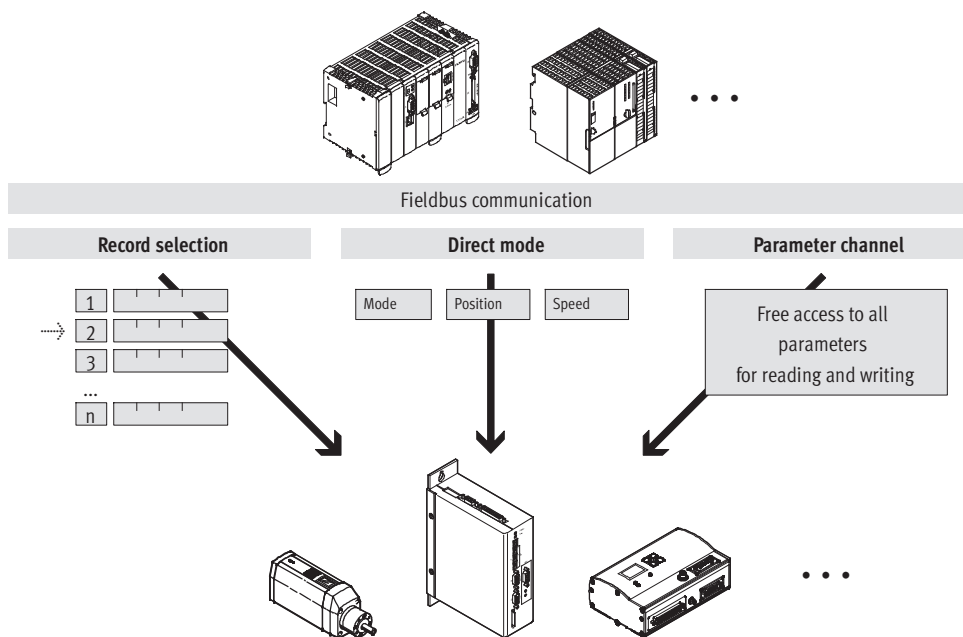 Fieldbus communication
Record selection
Direct mode
Parameter channel
1
2
3
...
n
Mode
Position
Speed
Free access to all
parameters
for reading and writing